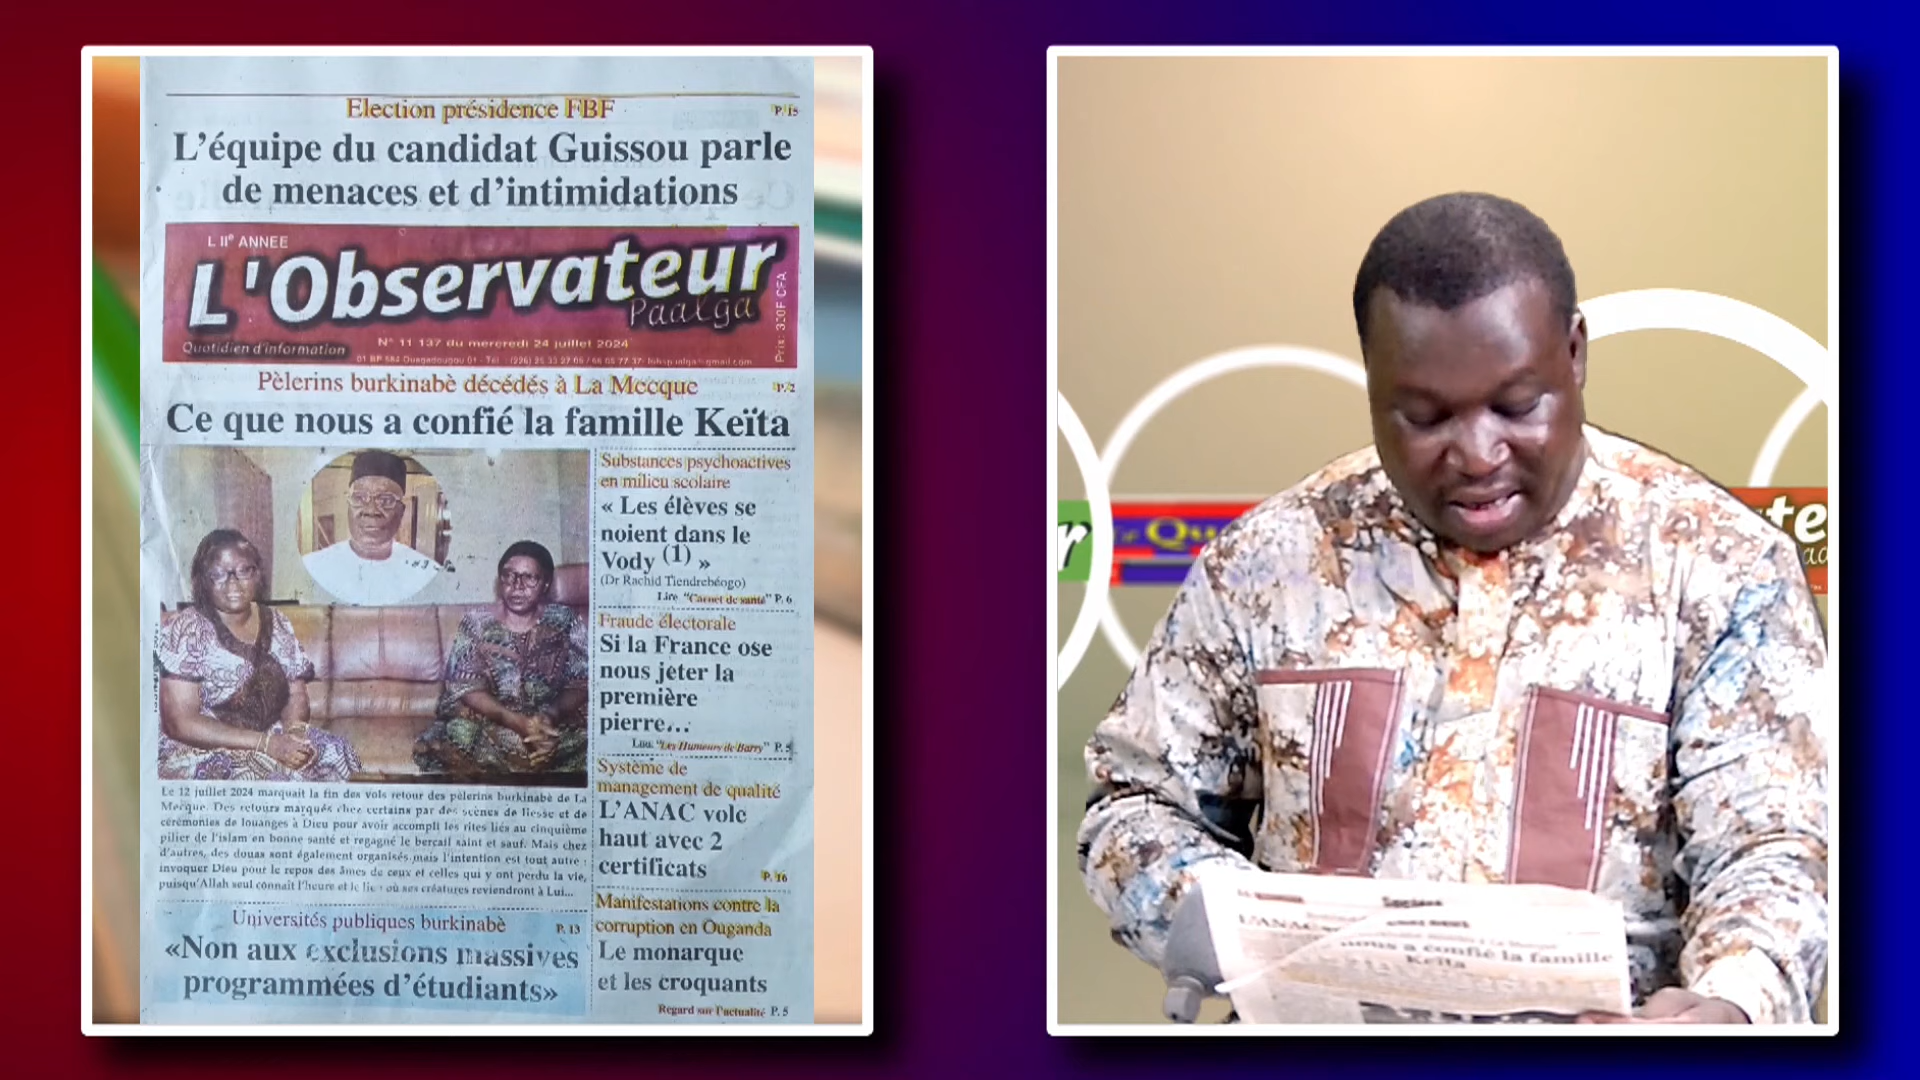 Election présidence FBF
P. 15
L'équipe du candidat Guissou parle
de menaces et d'intimidations
L IIe ANNEE
L'Observateur
Paalga
Prix: 300F CFA
Quotidien d'information
N° 11 137 du mercredi 24 juillet 2024
Pèlerins burkinabè décédés à La Mecque
P. 2
Ce que nous a confié la famille Keïta
Substances psychoactives
en milieu scolaire
« Les élèves se
noient dans le
Vody (1) »
(Dr Rachid Tiendrebéogo)
Lire "Carnet de santé" P. 6
Fraude électorale
Si la France ose
nous jeter la
première
pierre...
Lire "Les Humeurs de Barry" P. 5
Système de
management de qualité
L'ANAC vole
haut avec 2
certificats
P. 16
Manifestations contre la
corruption en Ouganda
Le monarque
et les croquants
Regard sur l'actualité P. 5
Le 12 juillet 2024 marquait la fin des vols retour des pèlerins burkinabè de La
Mecque. Des retours marqués chez certains par des scènes de liesse et de
cérémonies de louanges à Dieu pour avoir accompli les rites liés au cinquième
pilier de l'islam en bonne santé et regagné le bercail saint et sauf. Mais chez
d'autres, des douas sont également organisés mais l'intention est tout autre :
invoquer Dieu pour le repos des âmes de ceux et celles qui y ont perdu la vie,
puisqu'Allah seul connaît l'heure et le lieu où ses créatures reviendront à Lui...
Universités publiques burkinabè
P. 13
«Non aux exclusions massives
programmées d'étudiants»
r
Qu
te
Société
L'ANAC
nous a confié la famille
Keïta